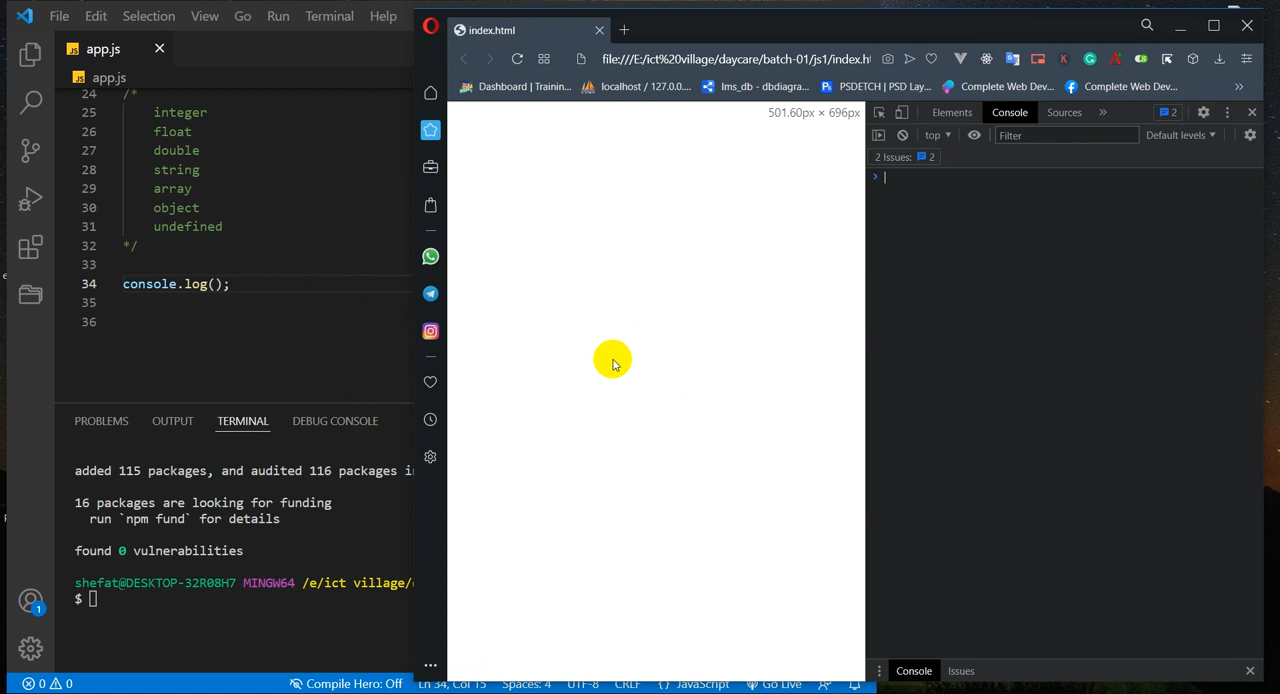 File Edit Selection View Go Run Terminal Help
app.js
app.js
24 /*
25 integer
26 float
27 double
28 string
29 array
30 object
31 undefined
32 */
33
34 console.log();
35
36
PROBLEMS OUTPUT TERMINAL DEBUG CONSOLE
added 115 packages, and audited 116 packages i
16 packages are looking for funding
run `npm fund` for details
found 0 vulnerabilities
shefat@DESKTOP-32R08H7 MINGW64 /e/ict village/
$
1
0 0 Compile Hero: Off Ln 34, Col 15 Spaces: 4 UTF-8 CRLF {} JavaScript Go Live
index.html
file:///E:/ict%20village/daycare/batch-01/js1/index.ht
Dashboard | Trainin... localhost / 127.0.0.... lms_db - dbdiagra... PSDETCH | PSD Lay... Complete Web Dev... Complete Web Dev... »
501.60px × 696px
Elements Console Sources » 2
top Filter Default levels
2 Issues: 2
>
Console Issues